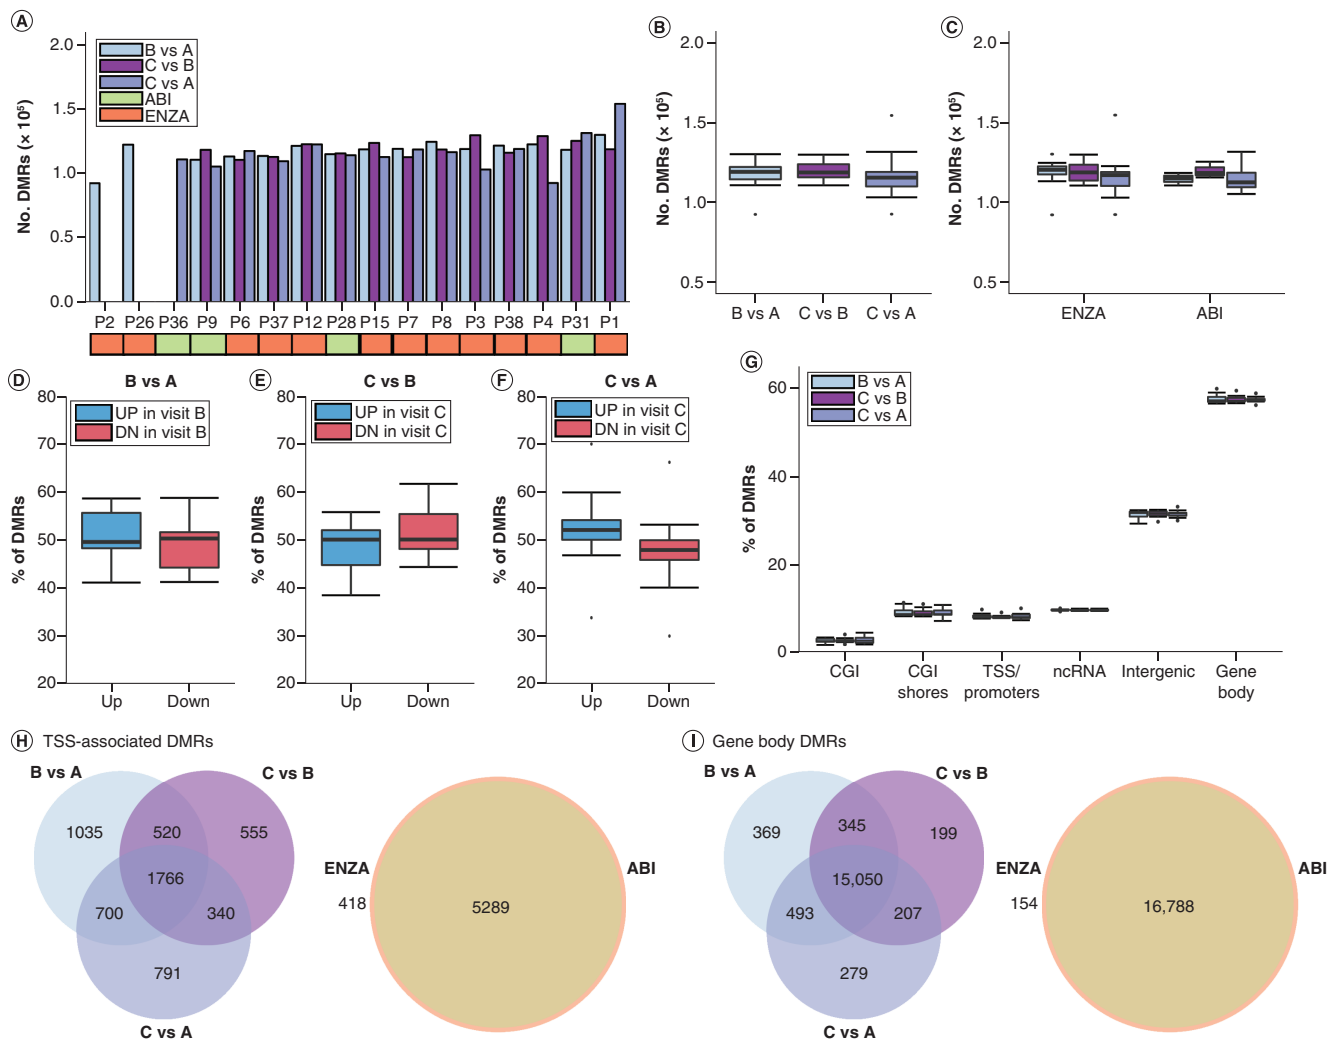 A
No. DMRs (× 10⁵)
2.0
1.5
1.0
0.5
0.0
B vs A
C vs B
C vs A
ABI
ENZA
P2 P26 P36 P9 P6 P37 P12 P28 P15 P7 P8 P3 P38 P4 P31 P1
B
No. DMRs (× 10⁵)
2.0
1.5
1.0
0.5
B vs A C vs B C vs A
C
No. DMRs (× 10⁵)
2.0
1.5
1.0
0.5
ENZA ABI
D
B vs A
% of DMRs
80
70
60
50
40
30
20
UP in visit B
DN in visit B
Up Down
E
C vs B
% of DMRs
80
70
60
50
40
30
20
UP in visit C
DN in visit C
Up Down
F
C vs A
% of DMRs
80
70
60
50
40
30
20
UP in visit C
DN in visit C
Up Down
G
% of DMRs
60
40
20
0
B vs A
C vs B
C vs A
CGI
CGI
shores
TSS/
promoters
ncRNA
Intergenic
Gene
body
H TSS-associated DMRs
B vs A
C vs B
1035 520 555
1766
700 340
791
C vs A
ENZA
418
5289
ABI
I Gene body DMRs
B vs A
C vs B
369 345 199
15,050
493 207
279
C vs A
ENZA
154
16,788
ABI